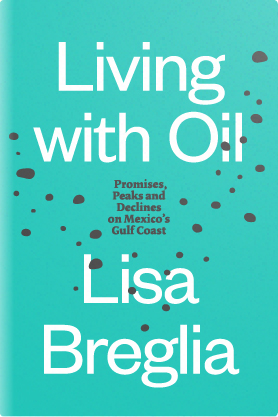 Living
with Oil
Promises,
Peaks and
Declines
on Mexico's
Gulf Coast
Lisa
Breglia